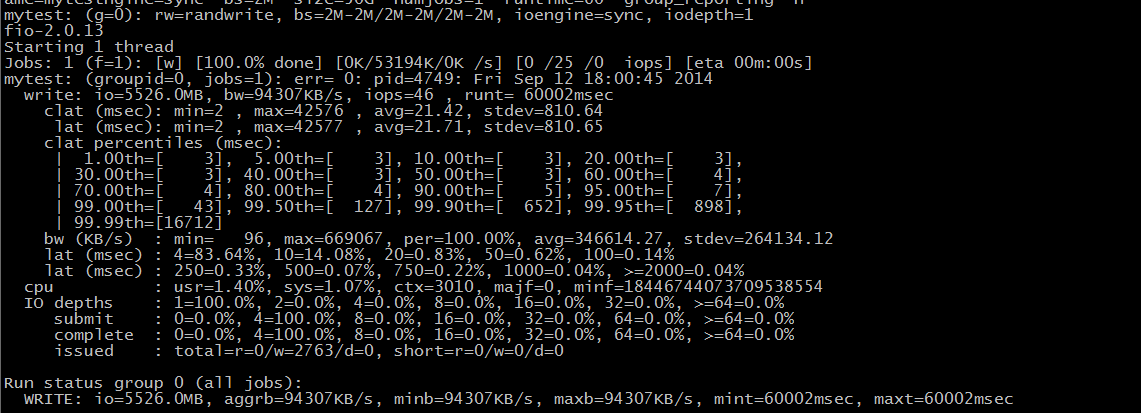 mytest: (g=0): rw=randwrite, bs=2M-2M/2M-2M/2M-2M, ioengine=sync, iodepth=1
fio-2.0.13
Starting 1 thread
Jobs: 1 (f=1): [w] [100.0% done] [0K/53194K/0K /s] [0 /25 /0  iops] [eta 00m:00s]
mytest: (groupid=0, jobs=1): err= 0: pid=4749: Fri Sep 12 18:00:45 2014
  write: io=5526.0MB, bw=94307KB/s, iops=46 , runt= 60002msec
    clat (msec): min=2 , max=42576 , avg=21.42, stdev=810.64
     lat (msec): min=2 , max=42577 , avg=21.71, stdev=810.65
    clat percentiles (msec):
     |  1.00th=[    3],  5.00th=[    3], 10.00th=[    3], 20.00th=[    3],
     | 30.00th=[    3], 40.00th=[    3], 50.00th=[    3], 60.00th=[    4],
     | 70.00th=[    4], 80.00th=[    4], 90.00th=[    5], 95.00th=[    7],
     | 99.00th=[   43], 99.50th=[  127], 99.90th=[  652], 99.95th=[  898],
     | 99.99th=[16712]
    bw (KB/s)  : min=   96, max=669067, per=100.00%, avg=346614.27, stdev=264134.12
    lat (msec) : 4=83.64%, 10=14.08%, 20=0.83%, 50=0.62%, 100=0.14%
    lat (msec) : 250=0.33%, 500=0.07%, 750=0.22%, 1000=0.04%, >=2000=0.04%
  cpu          : usr=1.40%, sys=1.07%, ctx=3010, majf=0, minf=18446744073709538554
  IO depths    : 1=100.0%, 2=0.0%, 4=0.0%, 8=0.0%, 16=0.0%, 32=0.0%, >=64=0.0%
     submit    : 0=0.0%, 4=100.0%, 8=0.0%, 16=0.0%, 32=0.0%, 64=0.0%, >=64=0.0%
     complete  : 0=0.0%, 4=100.0%, 8=0.0%, 16=0.0%, 32=0.0%, 64=0.0%, >=64=0.0%
     issued    : total=r=0/w=2763/d=0, short=r=0/w=0/d=0
Run status group 0 (all jobs):
  WRITE: io=5526.0MB, aggrb=94307KB/s, minb=94307KB/s, maxb=94307KB/s, mint=60002msec, maxt=60002msec